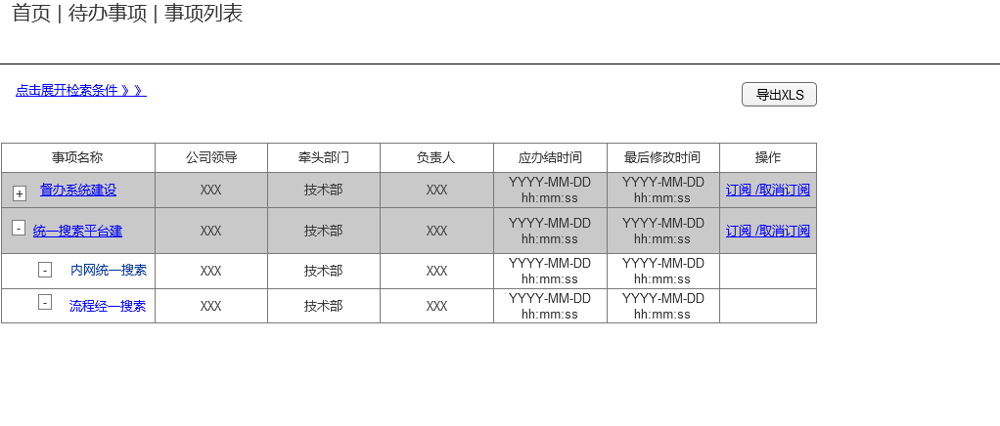 首页 | 待办事项 | 事项列表
点击展开检索条件 》》
导出XLS
事项名称 公司领导 牵头部门 负责人 应办结时间 最后修改时间 操作
+ 督办系统建设 XXX 技术部 XXX YYYY-MM-DD hh:mm:ss YYYY-MM-DD hh:mm:ss 订阅 /取消订阅
- 统一搜索平台建 XXX 技术部 XXX YYYY-MM-DD hh:mm:ss YYYY-MM-DD hh:mm:ss 订阅 /取消订阅
- 内网统一搜索 XXX 技术部 XXX YYYY-MM-DD hh:mm:ss YYYY-MM-DD hh:mm:ss
- 流程经一搜索 XXX 技术部 XXX YYYY-MM-DD hh:mm:ss YYYY-MM-DD hh:mm:ss